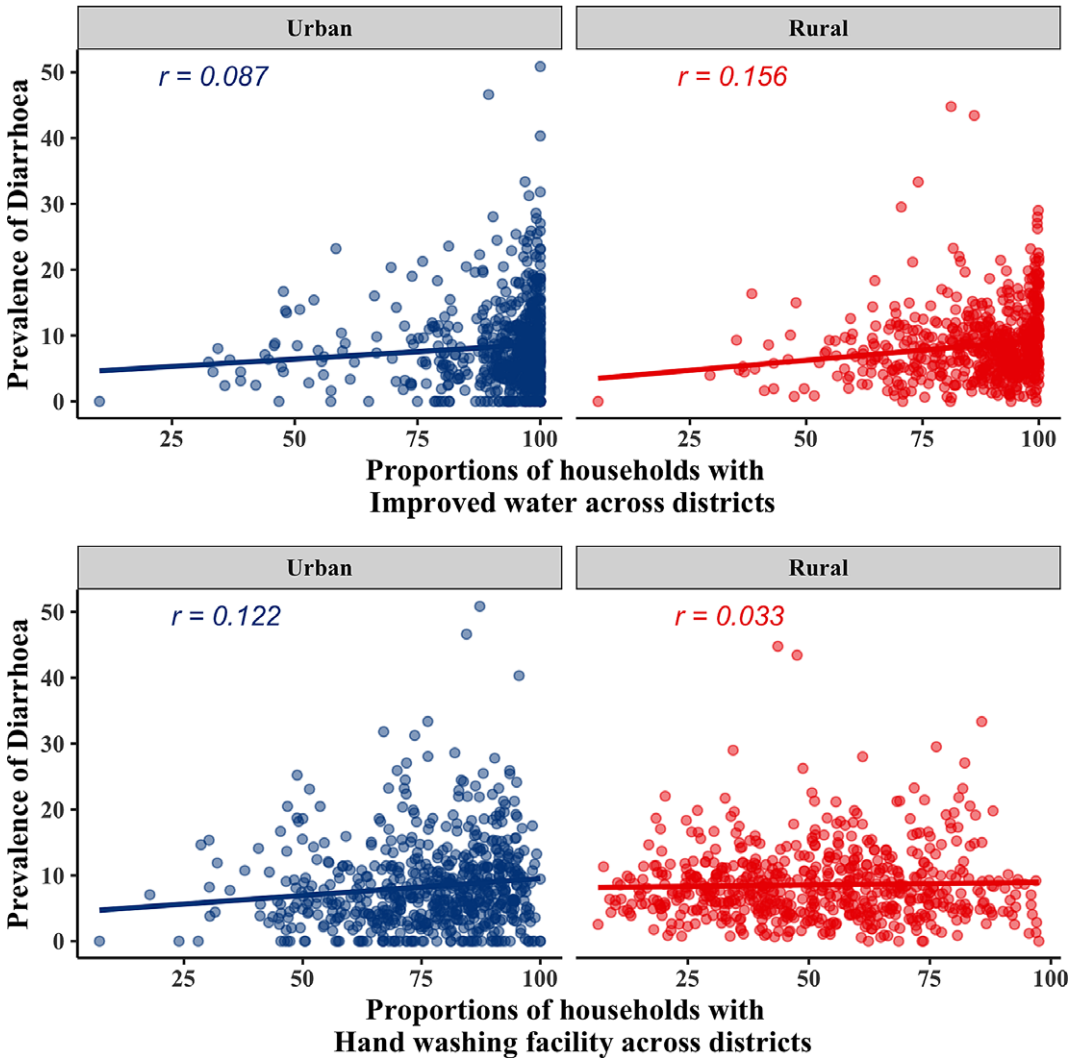 Urban
Rural
r = 0.087
r = 0.156
Prevalence of Diarrhoea
50
40
30
20
10
0
25
50
75
100
25
50
75
100
Proportions of households with
Improved water across districts
Urban
Rural
r = 0.122
r = 0.033
Prevalence of Diarrhoea
50
40
30
20
10
0
25
50
75
100
25
50
75
100
Proportions of households with
Hand washing facility across districts